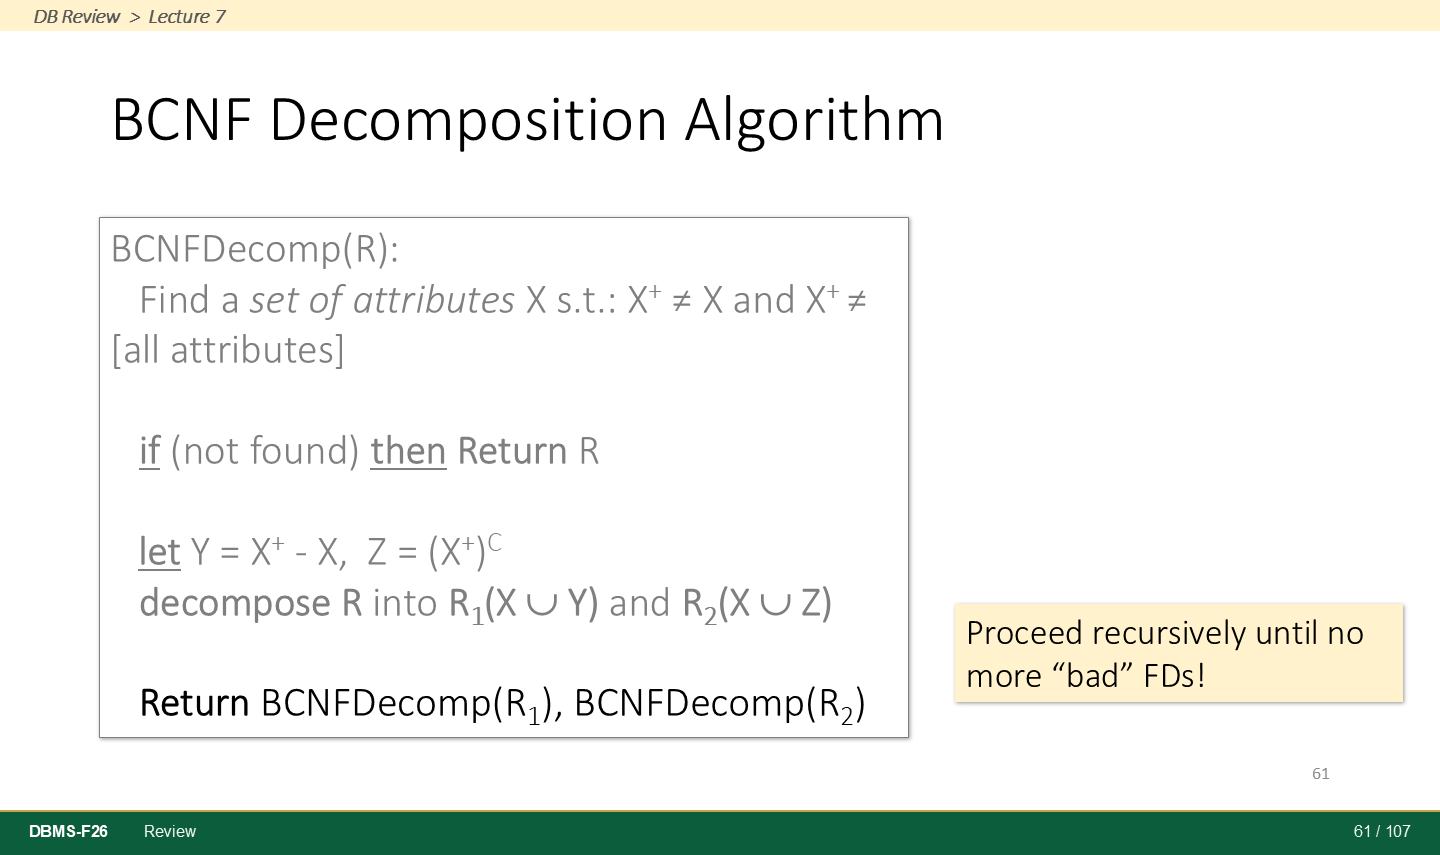 DB Review > Lecture 7
BCNF Decomposition Algorithm
BCNFDecomp(R):
Find a set of attributes X s.t.: X⁺ ≠ X and X⁺ ≠
[all attributes]
if (not found) then Return R
let Y = X⁺ - X, Z = (X⁺)ᶜ
decompose R into R₁(X ∪ Y) and R₂(X ∪ Z)
Return BCNFDecomp(R₁), BCNFDecomp(R₂)
Proceed recursively until no
more “bad” FDs!
61
DBMS-F26 Review 61 / 107